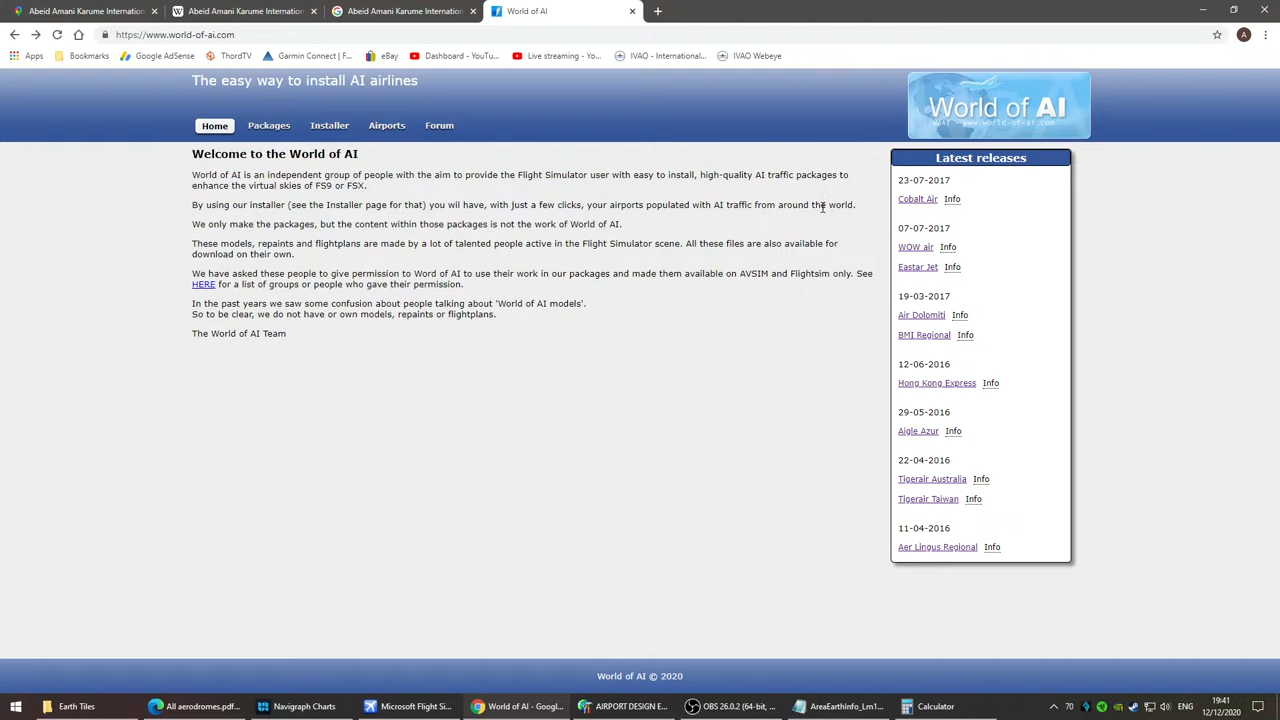 Abeid Amani Karume Internation
Abeid Amani Karume Internation
Abeid Amani Karume Internation
World of AI
https://www.world-of-ai.com
A
Apps
Bookmarks
Google AdSense
ThordTV
Garmin Connect | F...
eBay
Dashboard - YouTu...
Live streaming - Yo...
IVAO - Internationa...
IVAO Webeye
The easy way to install AI airlines
World of AI
WoAI - www.world-of-ai.com
Home
Packages
Installer
Airports
Forum
Welcome to the World of AI
World of AI is an independent group of people with the aim to provide the Flight Simulator user with easy to install, high-quality AI traffic packages to
enhance the virtual skies of FS9 or FSX.
By using our installer (see the Installer page for that) you wil have, with just a few clicks, your airports populated with AI traffic from around the world.
We only make the packages, but the content within those packages is not the work of World of AI.
These models, repaints and flightplans are made by a lot of talented people active in the Flight Simulator scene. All these files are also available for
download on their own.
We have asked these people to give permission to Word of AI to use their work in our packages and made them available on AVSIM and Flightsim only. See
HERE for a list of groups or people who gave their permission.
In the past years we saw some confusion about people talking about 'World of AI models'.
So to be clear, we do not have or own models, repaints or flightplans.
The World of AI Team
Latest releases
23-07-2017
Cobalt Air Info
07-07-2017
WOW air Info
Eastar Jet Info
19-03-2017
Air Dolomiti Info
BMI Regional Info
12-06-2016
Hong Kong Express Info
29-05-2016
Aigle Azur Info
22-04-2016
Tigerair Australia Info
Tigerair Taiwan Info
11-04-2016
Aer Lingus Regional Info
World of AI © 2020
Earth Tiles
All aerodromes.pdf...
Navigraph Charts
Microsoft Flight Si...
World of AI - Googl...
AIRPORT DESIGN E...
OBS 26.0.2 (64-bit, ...
AreaEarthInfo_Lm1...
Calculator
70
19:41
12/12/2020